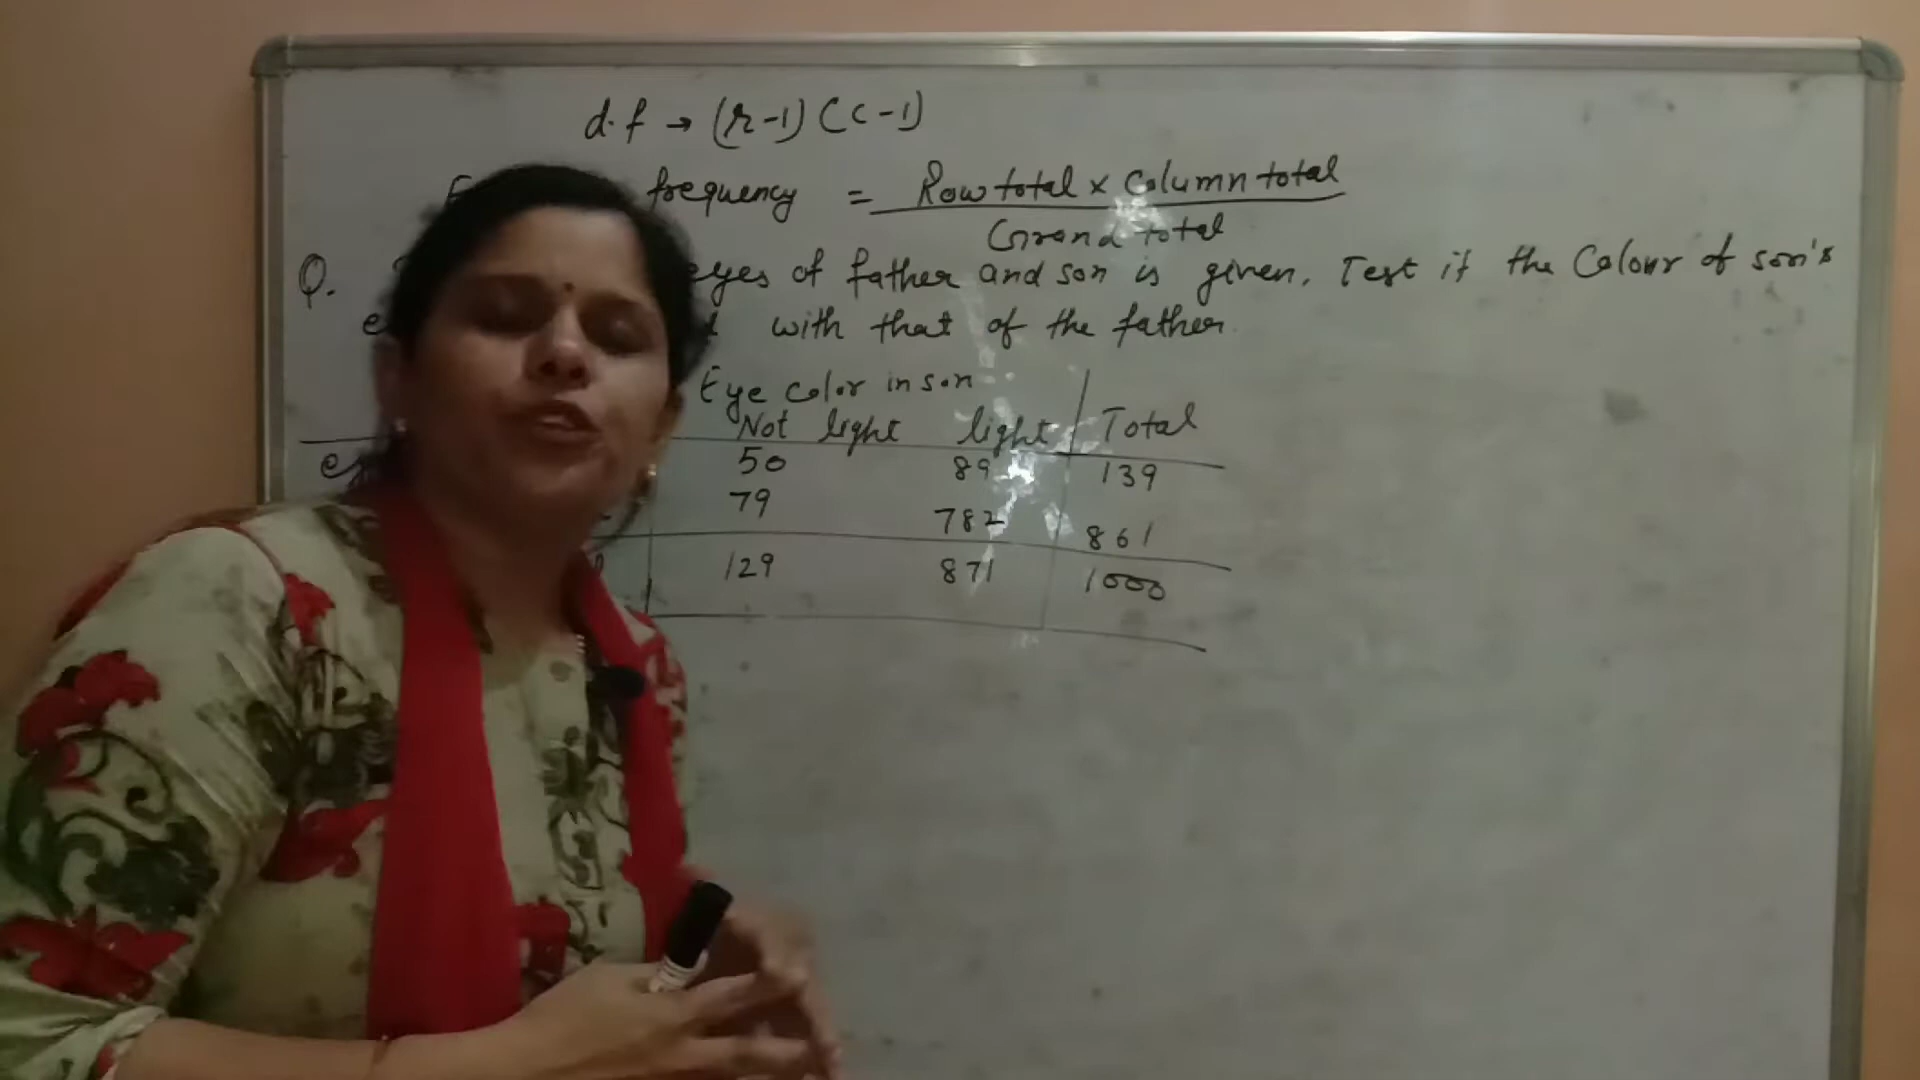 d.f → (r-1) (c-1)
frequency = Row total x Column total
Grand total
Q. eyes of father and son is given. Test if the Colour of son's
with that of the father.
Eye color in son
Not light light Total
50 89 139
79 782 861
129 871 1000